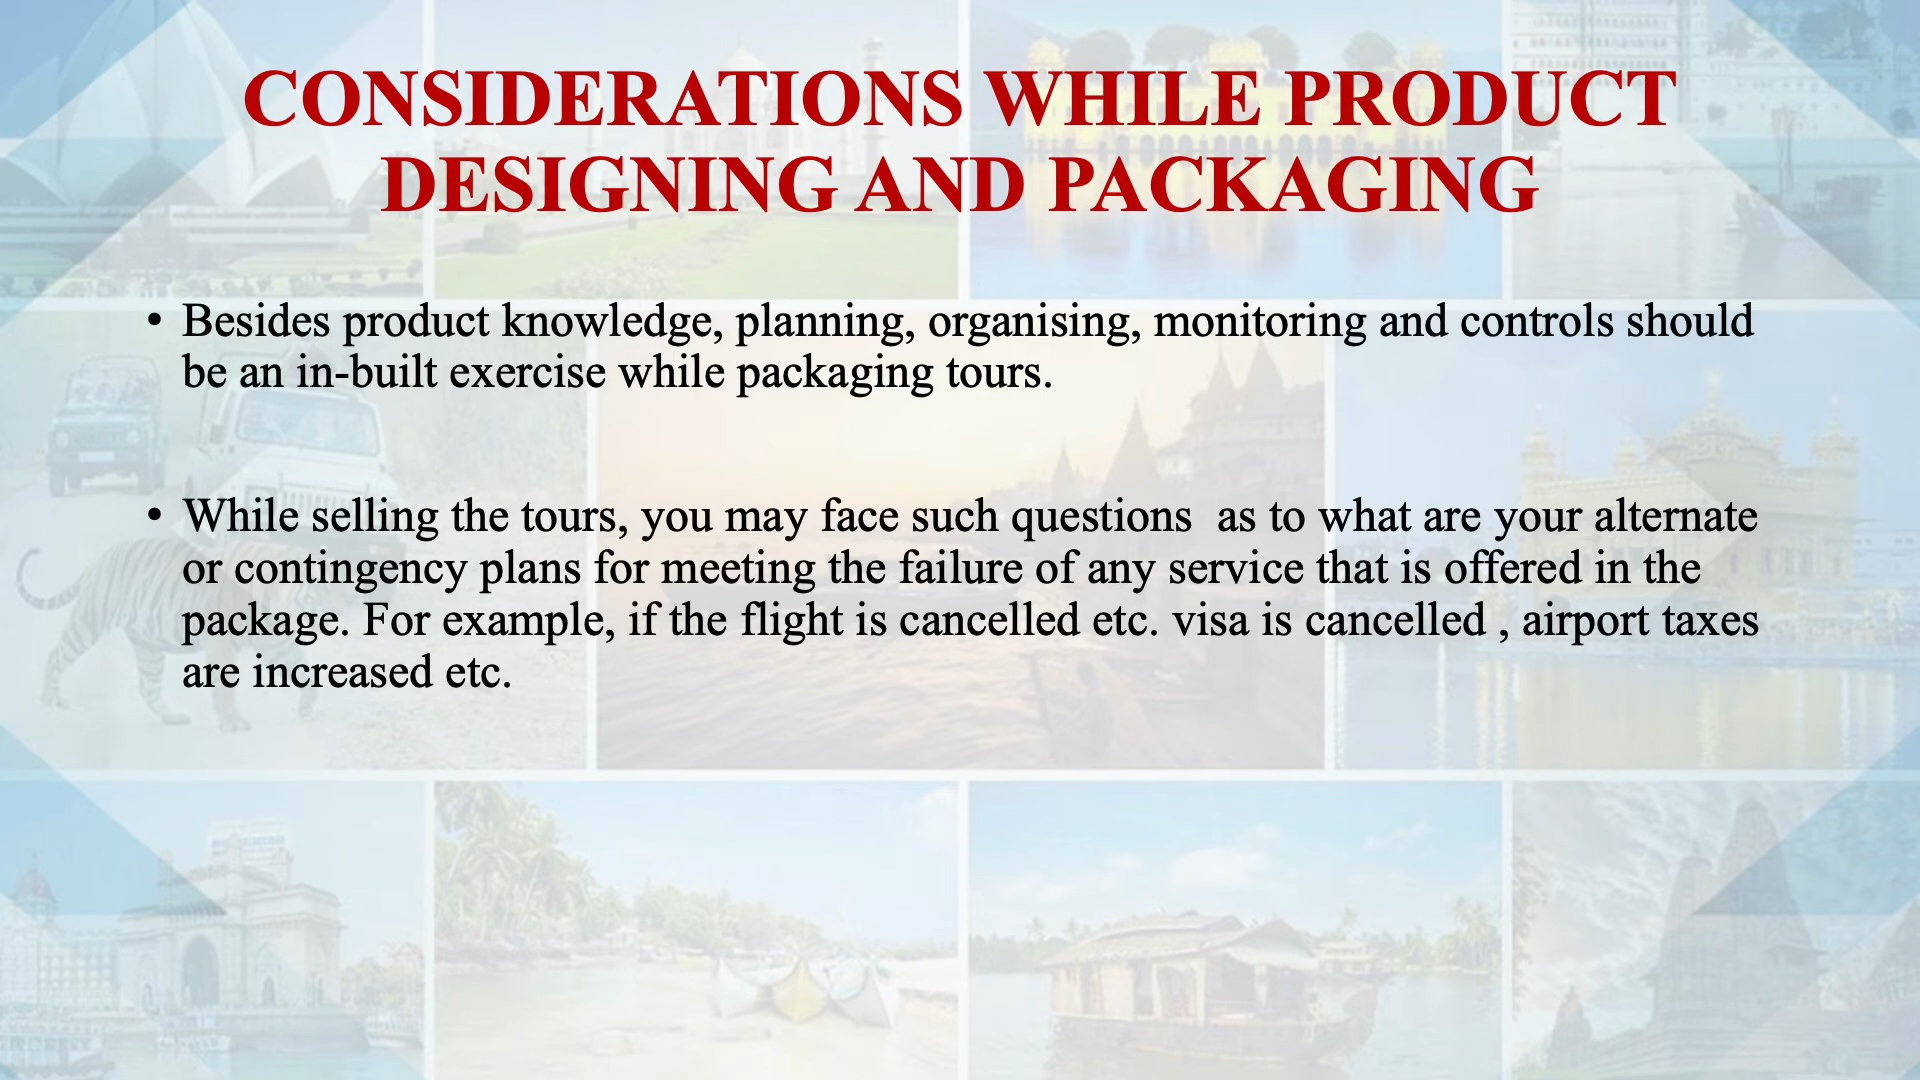 CONSIDERATIONS WHILE PRODUCT
DESIGNING AND PACKAGING
• Besides product knowledge, planning, organising, monitoring and controls should
be an in-built exercise while packaging tours.
• While selling the tours, you may face such questions  as to what are your alternate
or contingency plans for meeting the failure of any service that is offered in the
package. For example, if the flight is cancelled etc. visa is cancelled , airport taxes
are increased etc.